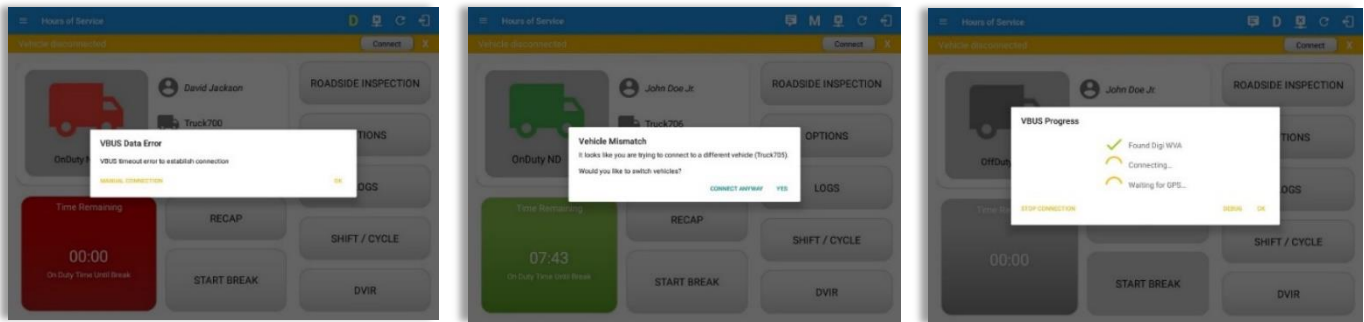 Hours of Service
D
Vehicle disconnected
Connect
X
David Jackson
Truck700
ROADSIDE INSPECTION
VBUS Data Error
VBUS timeout error to establish connection
MANUAL CONNECTION
OK
Time Remaining
00:00
On Duty Time Until Break
RECAP
START BREAK
SHIFT / CYCLE
DVIR
Hours of Service
M
Vehicle disconnected
Connect
X
John Doe Jr.
Truck706
ROADSIDE INSPECTION
OPTIONS
Vehicle Mismatch
It looks like you are trying to connect to a different vehicle (Truck705).
Would you like to switch vehicles?
CONNECT ANYWAY YES
OnDuty ND
LOGS
Time Remaining
07:43
On Duty Time Until Break
RECAP
START BREAK
SHIFT / CYCLE
DVIR
Hours of Service
D
Vehicle disconnected
Connect
X
John Doe Jr.
ROADSIDE INSPECTION
VBUS Progress
Found Digi WVA
Connecting...
Waiting for GPS...
STOP CONNECTION
OK
00:00
START BREAK
SHIFT / CYCLE
DVIR